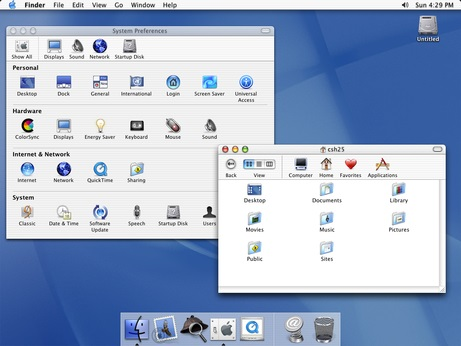 Finder File Edit View Go Window Help Sun 4:29 PM
Untitled
System Preferences
Show All Displays Sound Network Startup Disk
Personal
Desktop Dock General International Login Screen Saver Universal Access
Hardware
ColorSync Displays Energy Saver Keyboard Mouse Sound
Internet & Network
Internet Network QuickTime Sharing
System
Classic Date & Time Software Update Speech Startup Disk Users
csh25
Back View Computer Home Favorites Applications
Desktop Documents Library
Movies Music Pictures
Public Sites